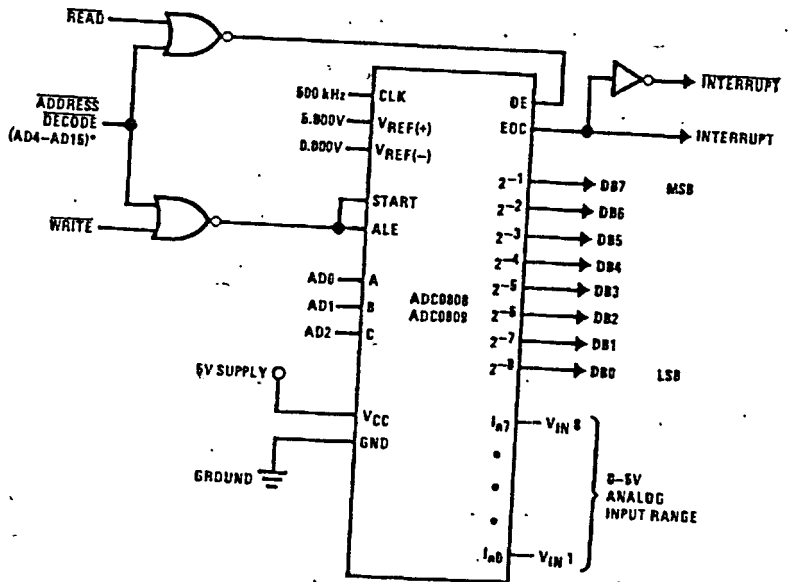 READ
ADDRESS
DECODE
(AD4–AD15)*
WRITE
500 kHz
CLK
VREF(+)
0.000V
VREF(−)
START
ALE
AD0
A
AD1
B
AD2
C
5V SUPPLY
VCC
GND
GROUND
ADC0808
ADC0809
OE
EOC
INTERRUPT
INTERRUPT
2−1
DB7
MSB
2−2
DB6
2−3
DB5
2−4
DB4
2−5
DB3
2−6
DB2
2−7
DB1
2−8
DB0
LSB
In7
VIN 8
0–5V
ANALOG
INPUT RANGE
In0
VIN 1